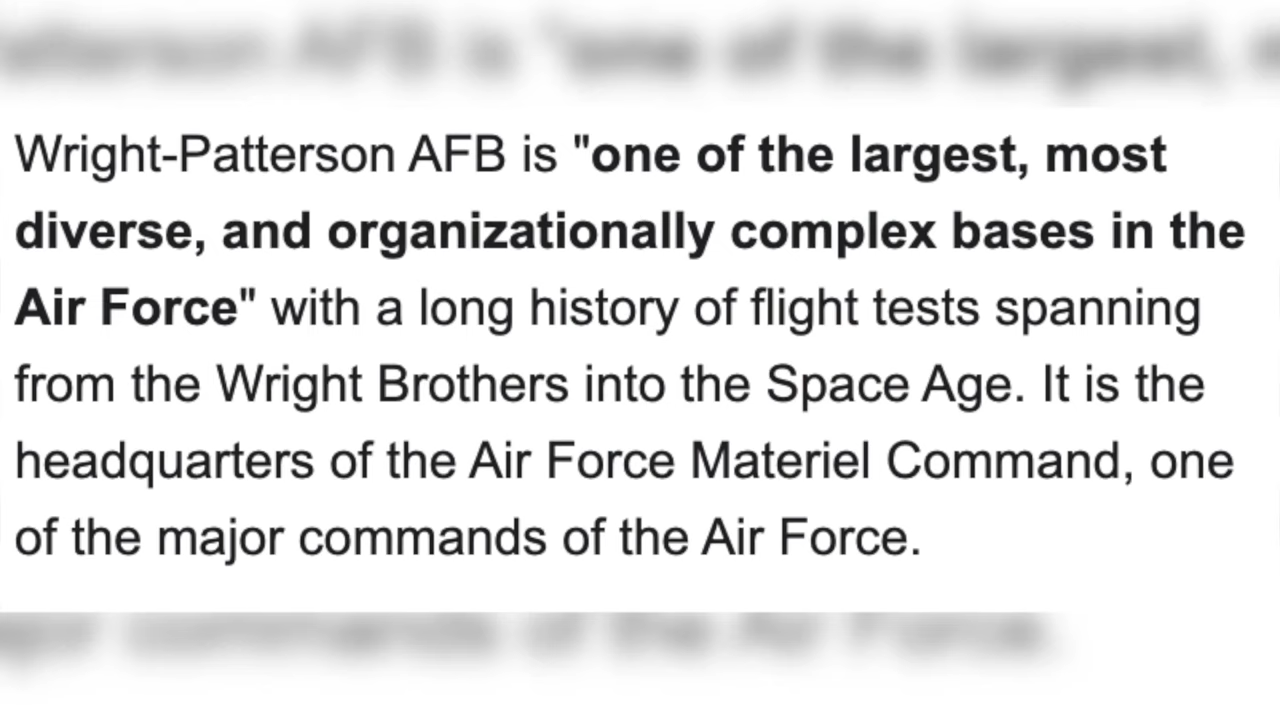 Wright-Patterson AFB is "one of the largest, most
diverse, and organizationally complex bases in the
Air Force" with a long history of flight tests spanning
from the Wright Brothers into the Space Age. It is the
headquarters of the Air Force Materiel Command, one
of the major commands of the Air Force.